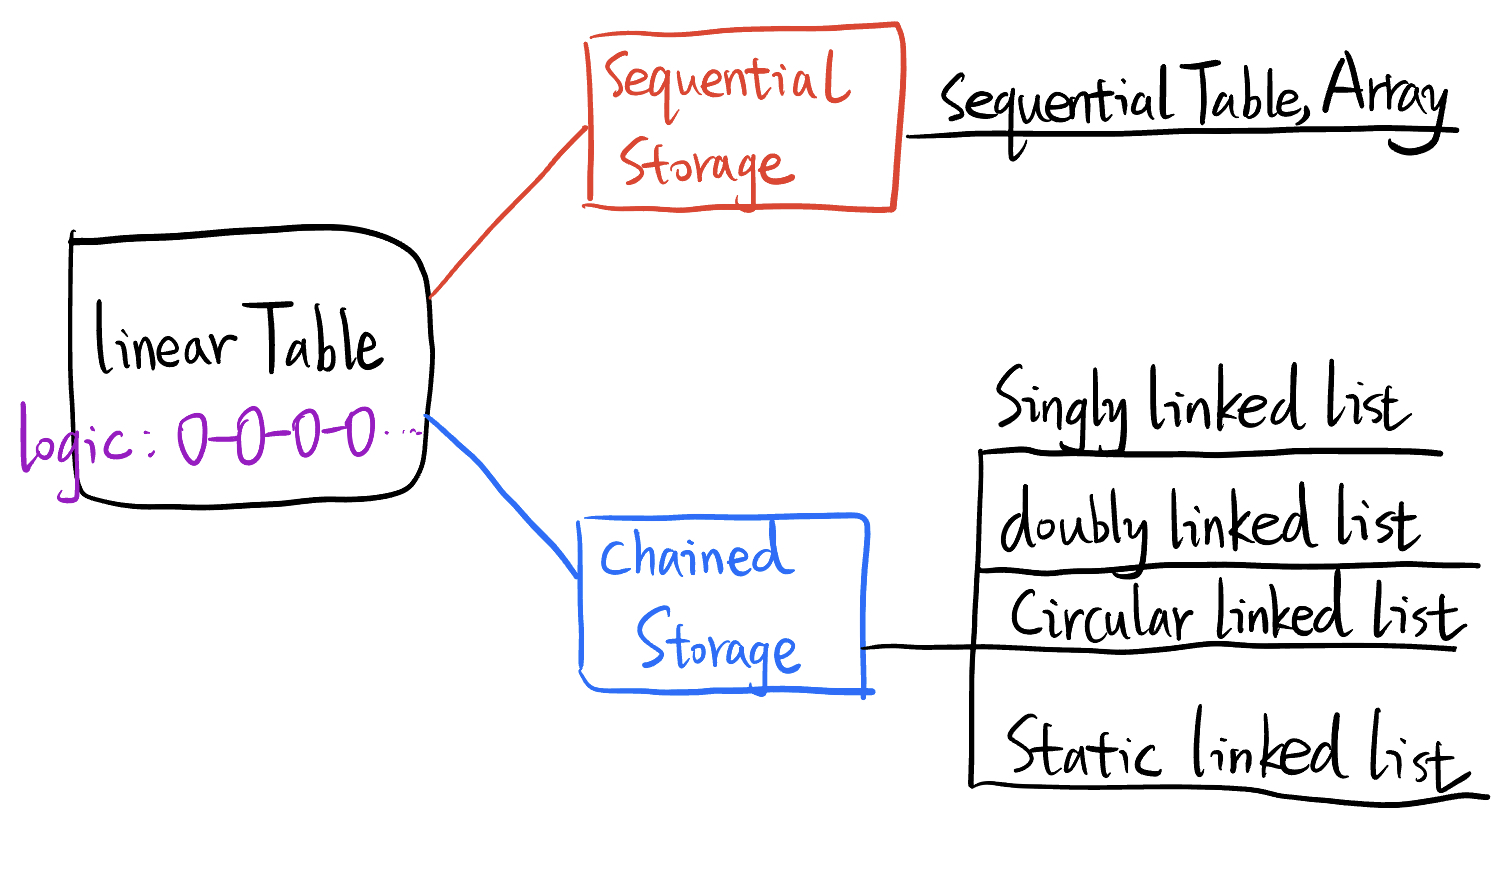 Sequential
Storage
Sequential Table, Array
linear Table
logic: 0-0-0-0...
Chained
Storage
Singly linked list
doubly linked list
Circular linked list
Static linked list